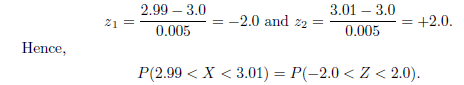 z₁ = (2.99 – 3.0)/0.005 = −2.0 and z₂ = (3.01 – 3.0)/0.005 = +2.0.
Hence,
P(2.99 < X < 3.01) = P(−2.0 < Z < 2.0).